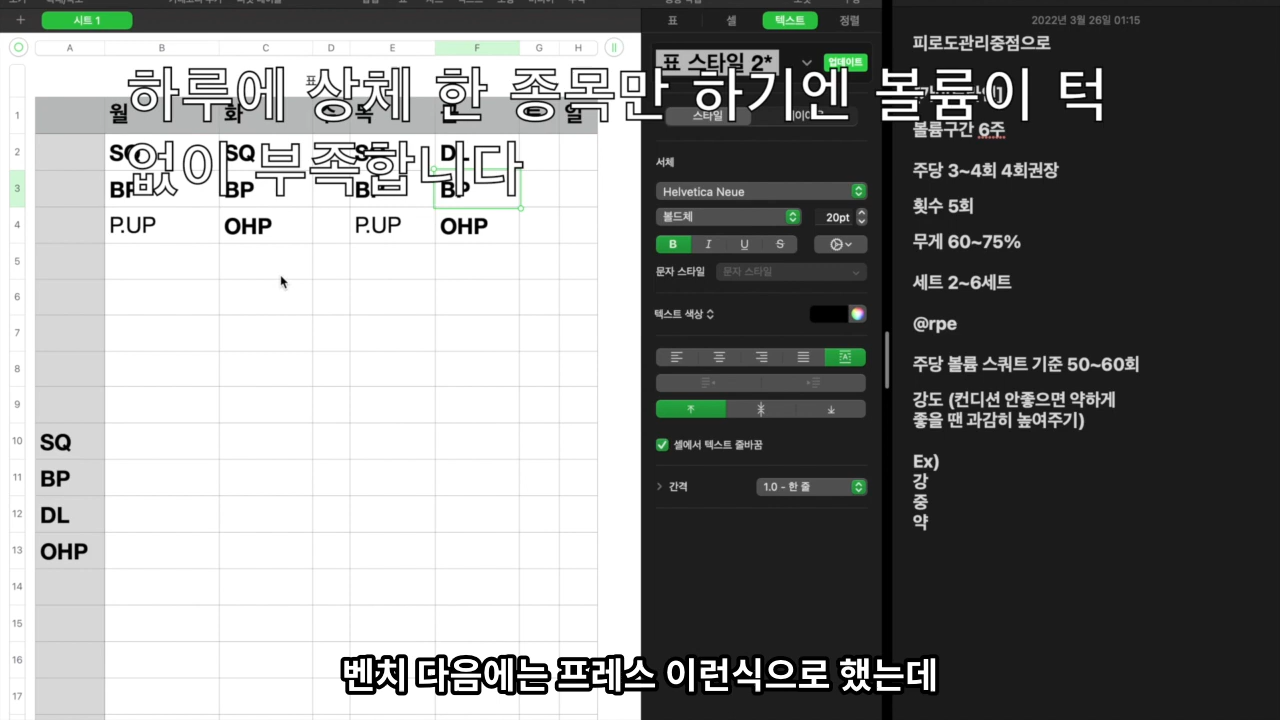 시트 1
표
셀
텍스트
정렬
2022년 3월 26일 01:15
A B C D E F G H
표 스타일 2*
업데이트
피로도관리중점으로
하루에 상체 한 종목만 하기엔 볼륨이 턱
없이 부족합니다
1 월 화 목 일
스타일
볼륨구간 6주
2 SQ SQ DL
서체
주당 3~4회 4회권장
3 BP BP BP BP
Helvetica Neue
횟수 5회
볼드체
20pt
4 P.UP OHP P.UP OHP
무게 60~75%
B I U S
문자 스타일
문자 스타일
5
세트 2~6세트
6
텍스트 색상
@rpe
7
주당 볼륨 스쿼트 기준 50~60회
8
강도 (컨디션 안좋으면 약하게
좋을 땐 과감히 높여주기)
9
10 SQ
셀에서 텍스트 줄바꿈
Ex)
강
11 BP
간격
1.0 - 한 줄
중
12 DL
약
13 OHP
14
15
16
17
벤치 다음에는 프레스 이런식으로 했는데